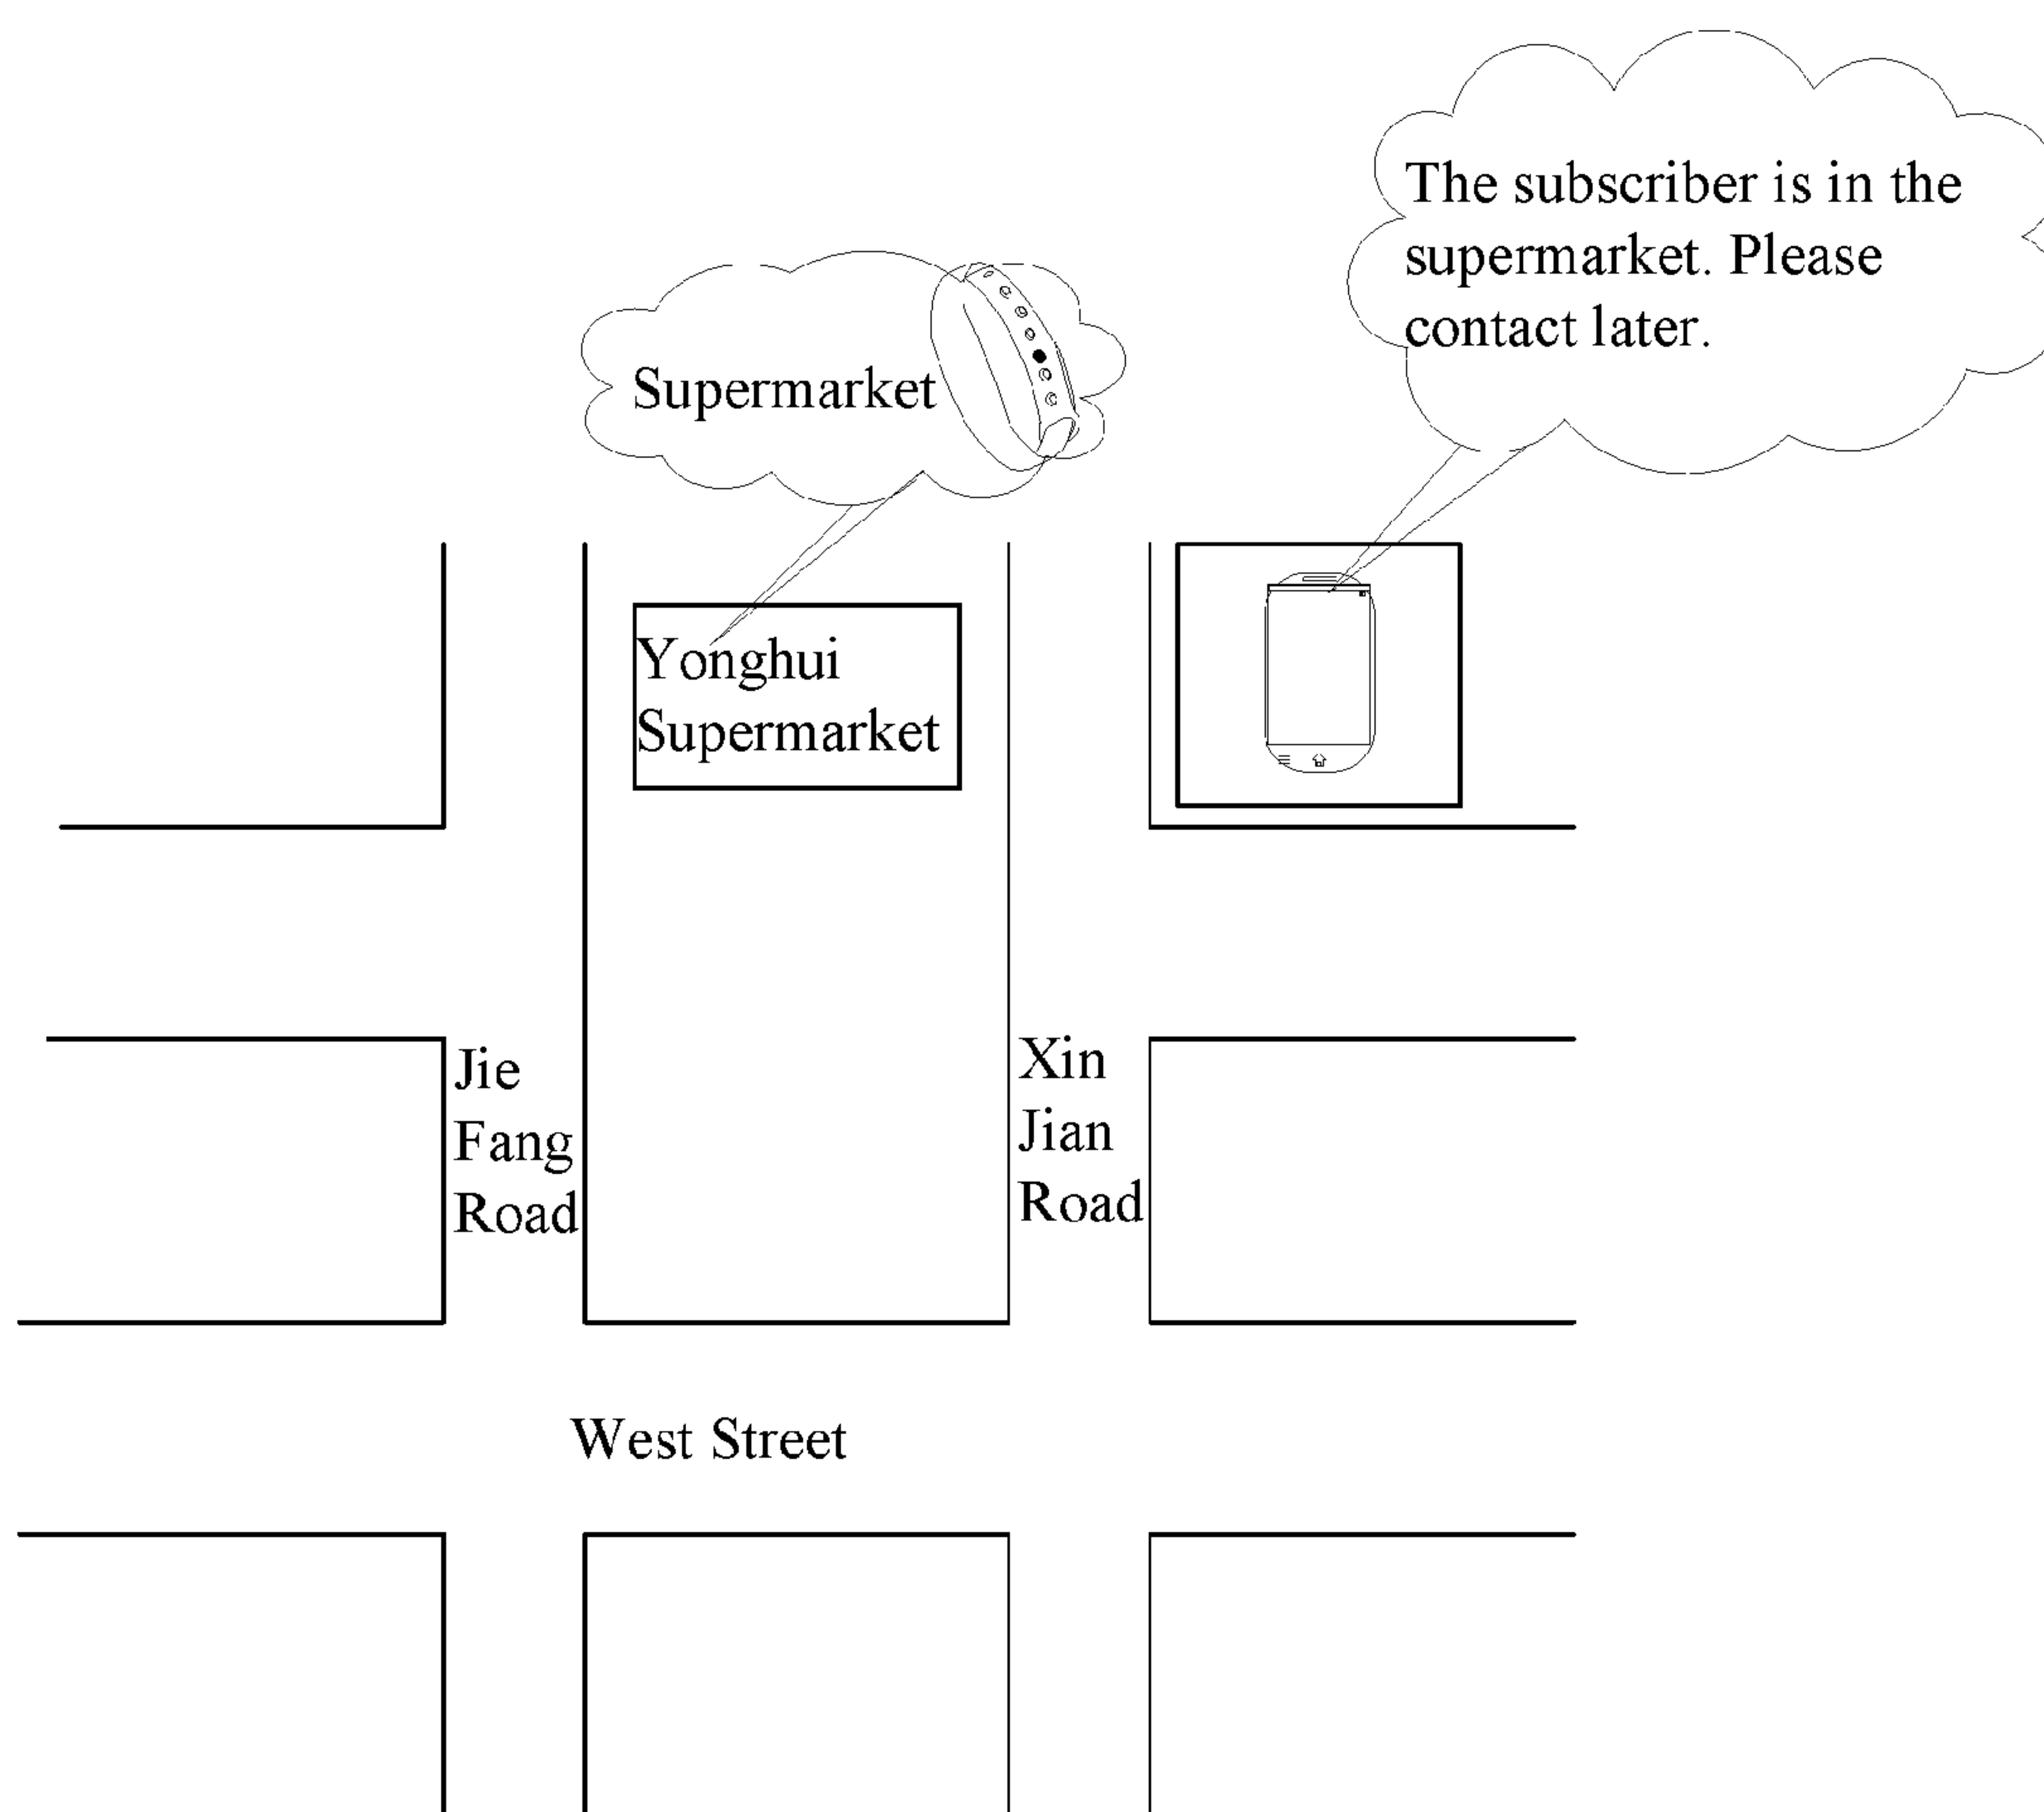 The subscriber is in the
supermarket. Please
contact later.
Supermarket
Yonghui
Supermarket
Jie
Fang
Road
Xin
Jian
Road
West Street